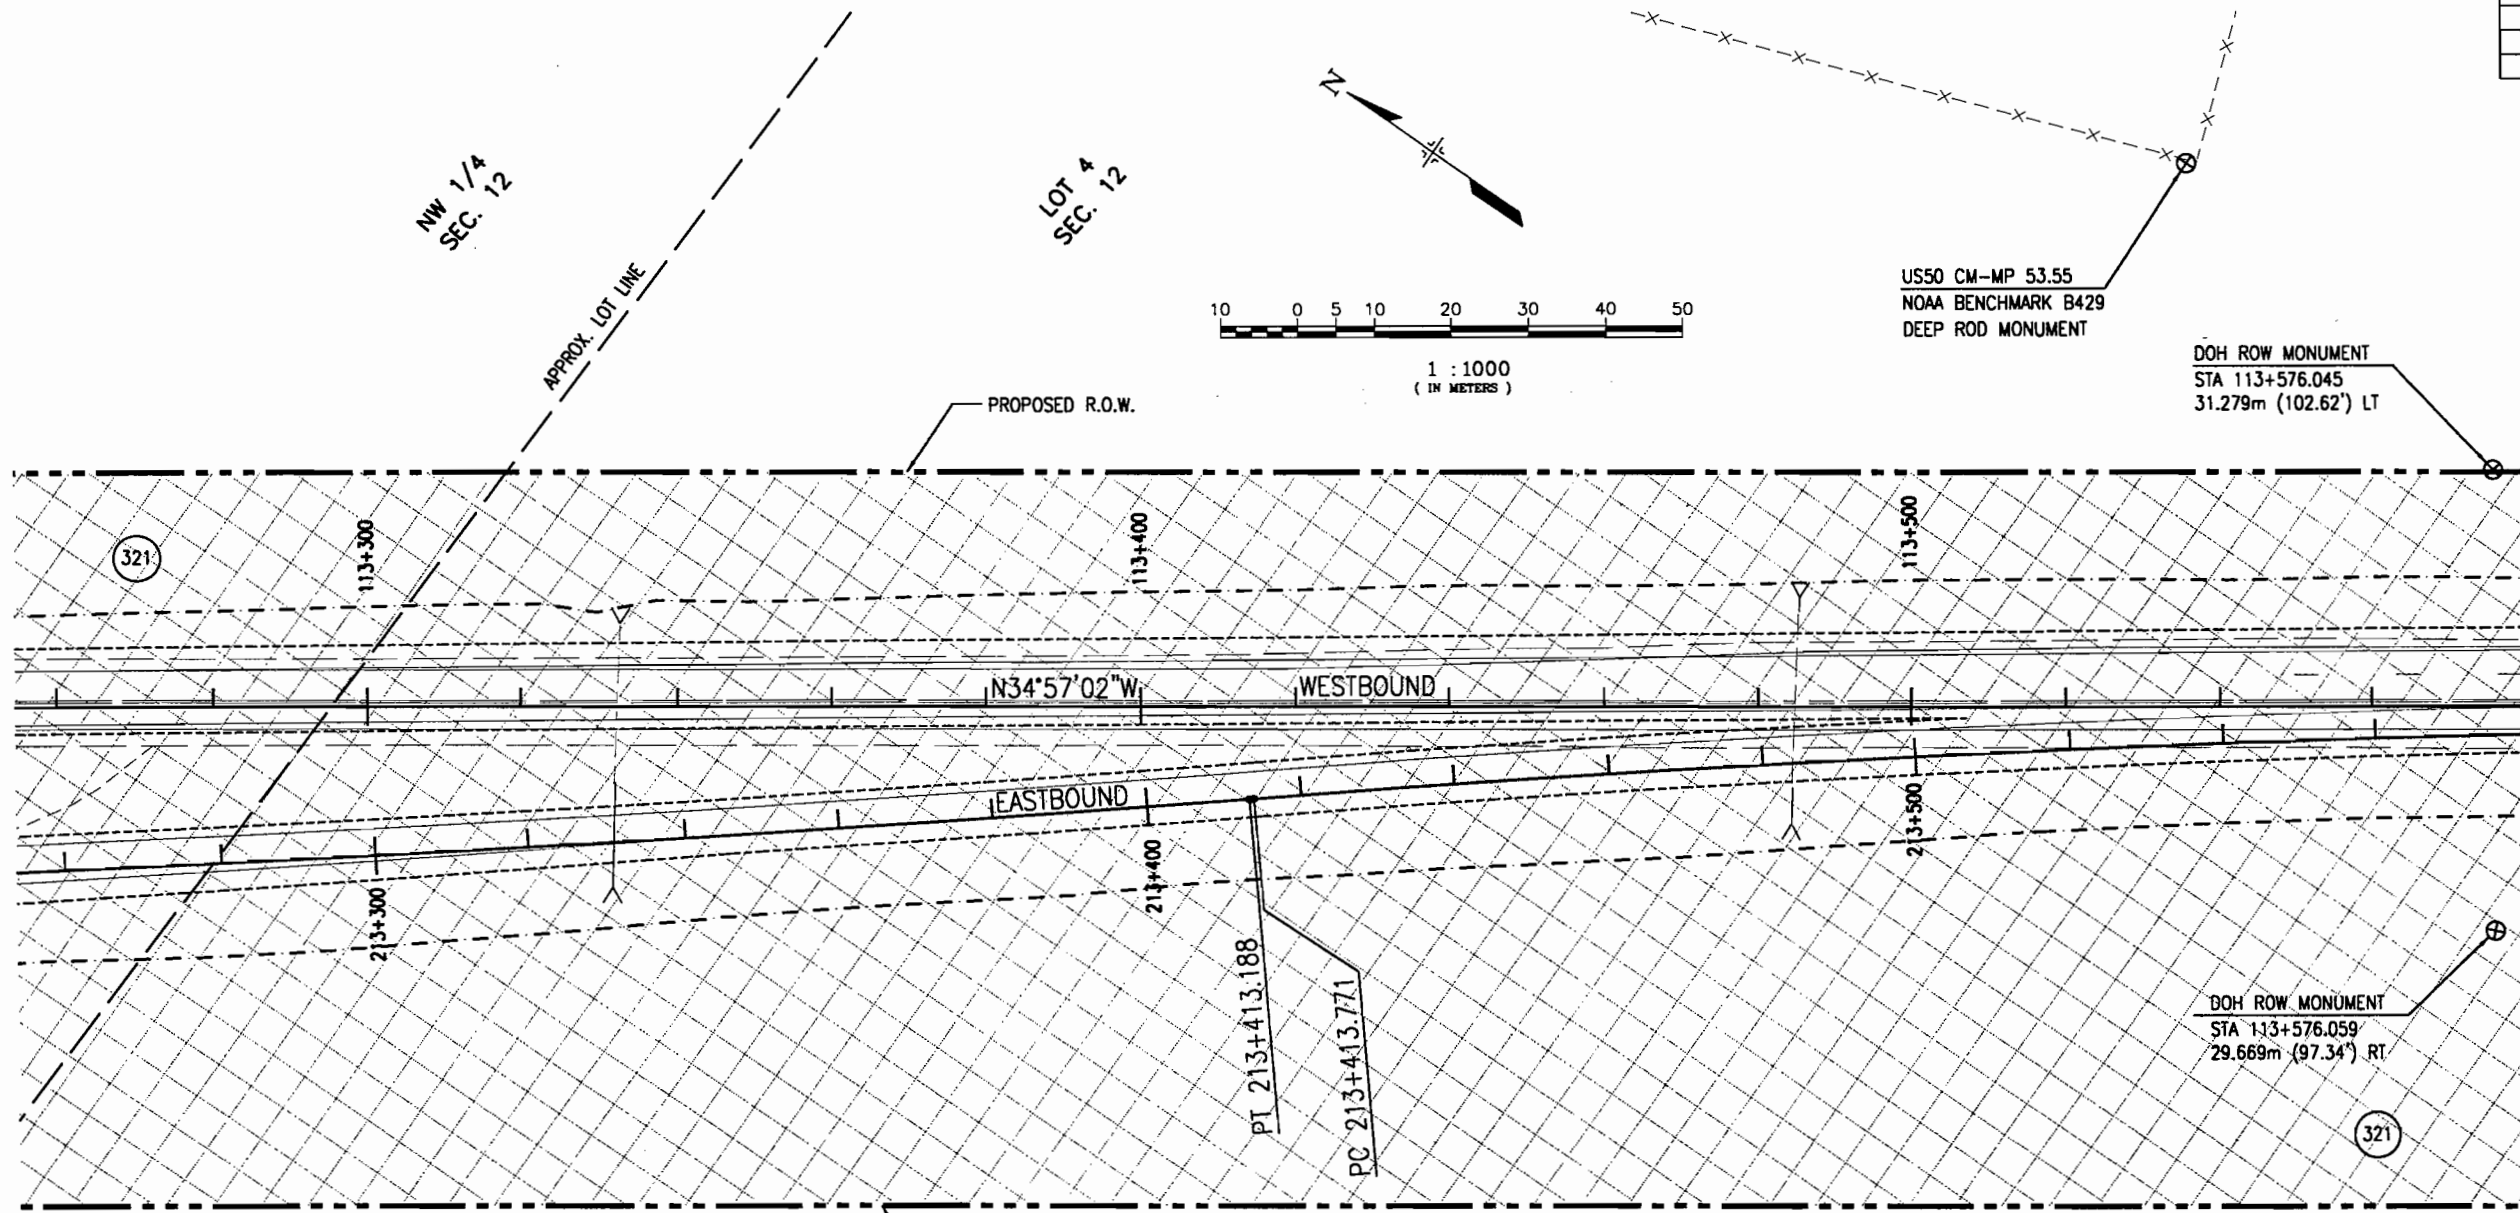 N
NW 1/4
SEC. 12
LOT 4
SEC. 12
APPROX. LOT LINE
US50 CM-MP 53.55
NOAA BENCHMARK B429
DEEP ROD MONUMENT
10 0 5 10 20 30 40 50
1 : 1000
( IN METERS )
DOH ROW MONUMENT
STA 113+576.045
31.279m (102.62') LT
PROPOSED R.O.W.
321
113+300
113+400
113+500
N34°57'02"W
WESTBOUND
EASTBOUND
213+300
213+400
213+500
PT 213+413.188
PC 213+413.771
DOH ROW MONUMENT
STA 113+576.059
29.669m (97.34') RT
321